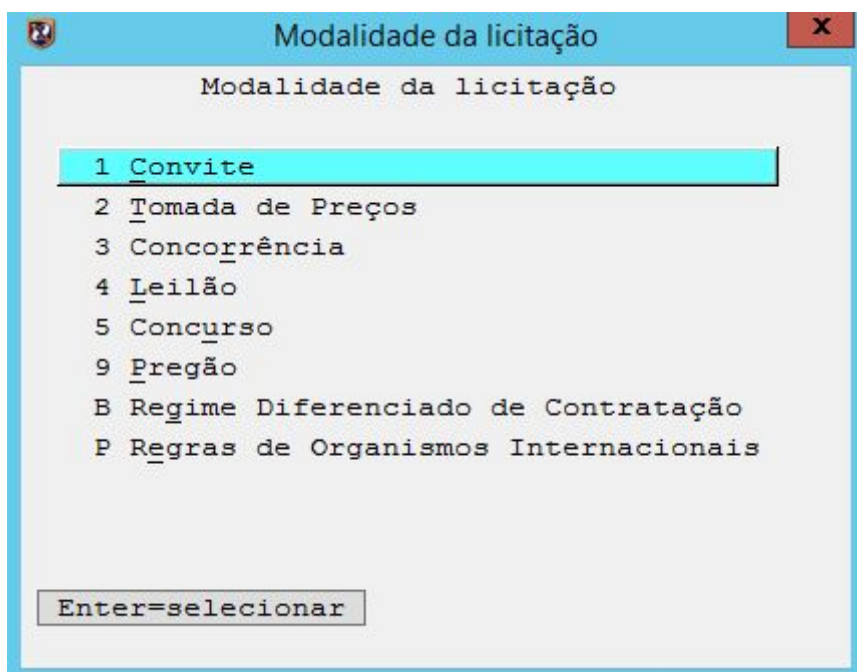 Modalidade da licitação
x
Modalidade da licitação
1 Convite
2 Tomada de Preços
3 Concorrência
4 Leilão
5 Concurso
9 Pregão
B Regime Diferenciado de Contratação
P Regras de Organismos Internacionais
Enter=selecionar